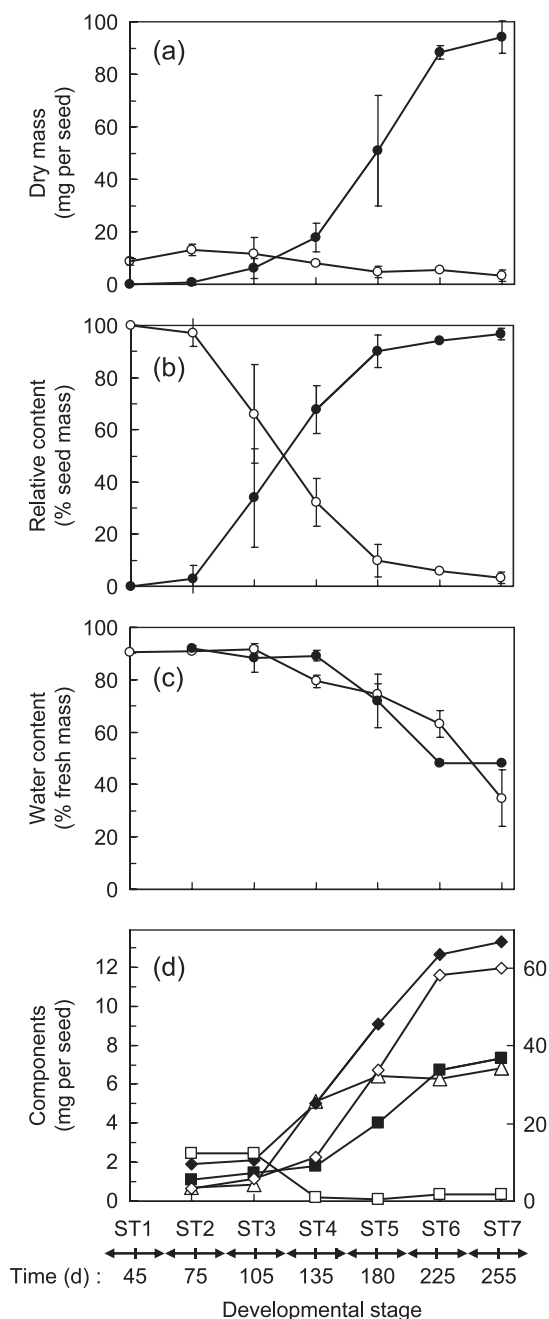 (a)
Dry mass
(mg per seed)
100
80
60
40
20
0
(b)
Relative content
(% seed mass)
100
80
60
40
20
0
(c)
Water content
(% fresh mass)
100
80
60
40
20
0
(d)
Components
(mg per seed)
12
10
8
6
4
2
0
60
40
20
0
ST1 ST2 ST3 ST4 ST5 ST6 ST7
Time (d) : 45 75 105 135 180 225 255
Developmental stage